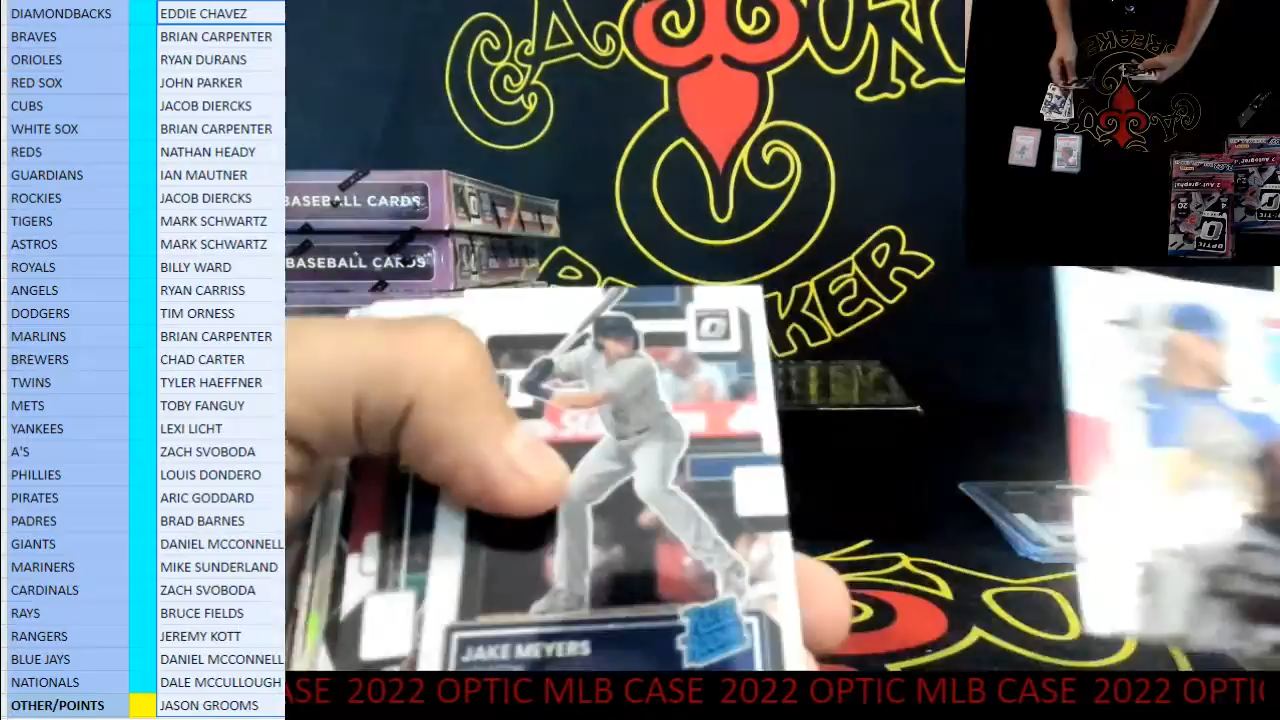 DIAMONDBACKS EDDIE CHAVEZ
BRAVES BRIAN CARPENTER
ORIOLES RYAN DURANS
RED SOX JOHN PARKER
CUBS JACOB DIERCKS
WHITE SOX BRIAN CARPENTER
REDS NATHAN HEADY
GUARDIANS IAN MAUTNER
ROCKIES JACOB DIERCKS
TIGERS MARK SCHWARTZ
ASTROS MARK SCHWARTZ
ROYALS BILLY WARD
ANGELS RYAN CARRISS
DODGERS TIM ORNESS
MARLINS BRIAN CARPENTER
BREWERS CHAD CARTER
TWINS TYLER HAEFFNER
METS TOBY FANGUY
YANKEES LEXI LICHT
A'S ZACH SVOBODA
PHILLIES LOUIS DONDERO
PIRATES ARIC GODDARD
PADRES BRAD BARNES
GIANTS DANIEL MCCONNELL
MARINERS MIKE SUNDERLAND
CARDINALS ZACH SVOBODA
RAYS BRUCE FIELDS
RANGERS JEREMY KOTT
BLUE JAYS DANIEL MCCONNELL
NATIONALS DALE MCCULLOUGH
OTHER/POINTS JASON GROOMS
BASEBALL CARDS
BASEBALL CARDS
JAKE MEYERS
OPTIC
CASE 2022 OPTIC MLB CASE 2022 OPTIC MLB CASE 2022 OPTIC